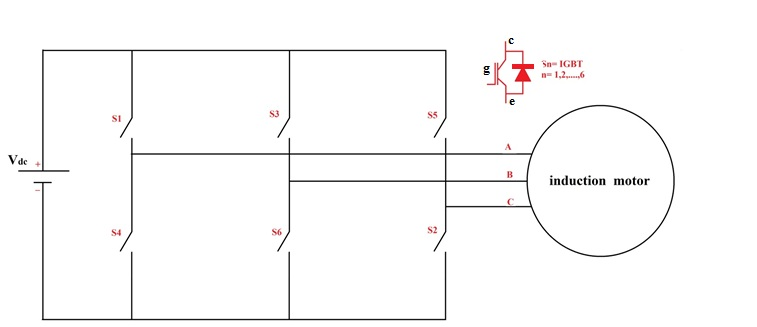 c
g
Sn= IGBT
n= 1,2,....,6
e
S1
S3
S5
A
Vdc +
B
induction motor
−
C
S4
S6
S2